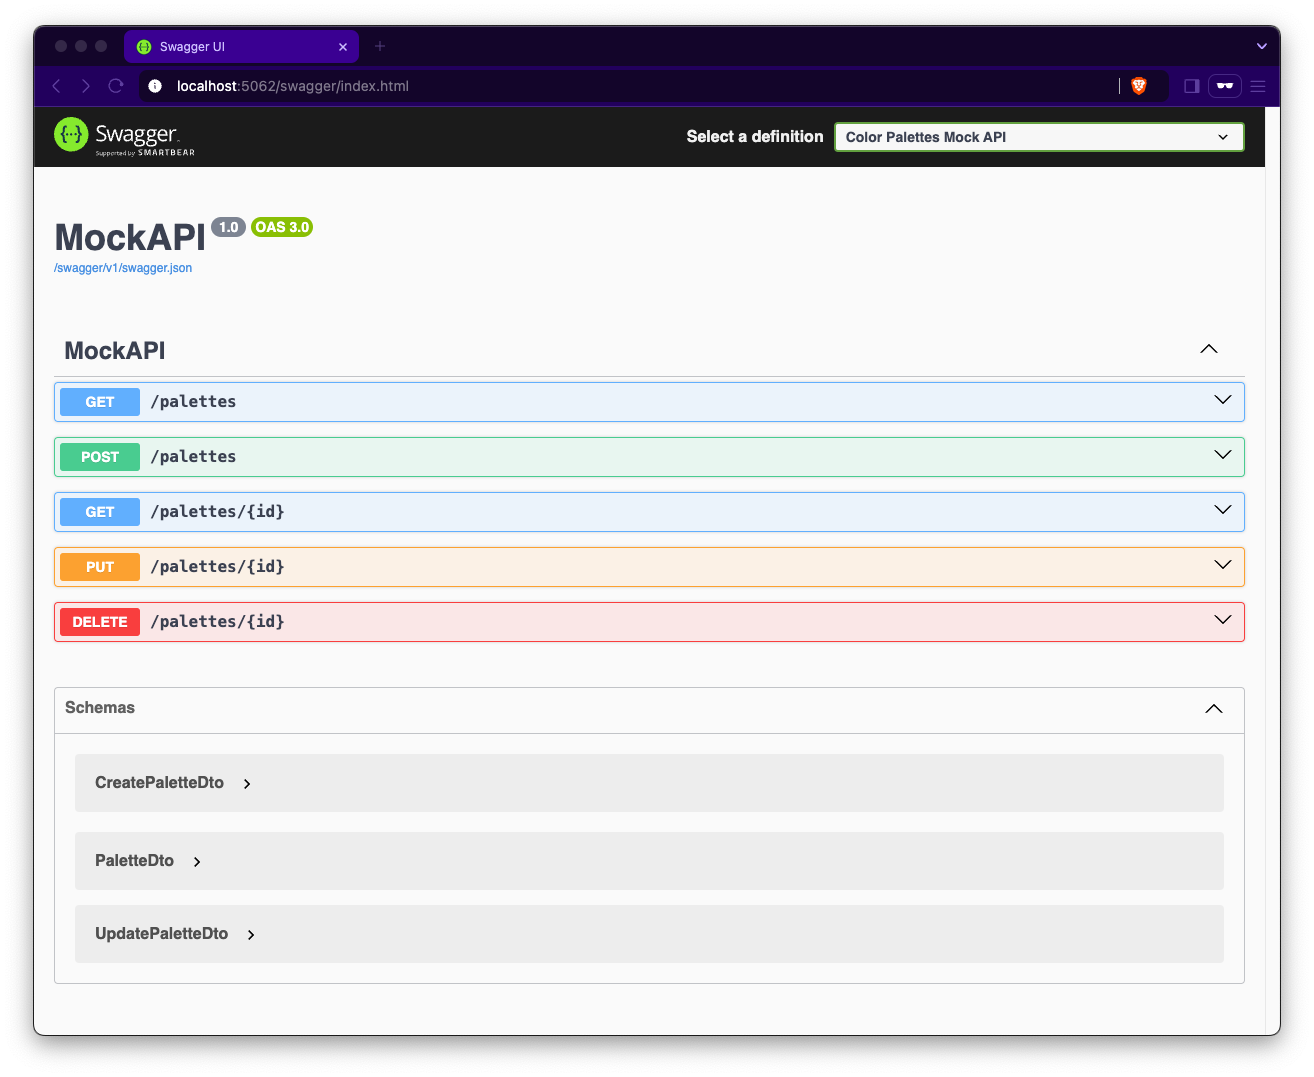 Swagger UI
localhost:5062/swagger/index.html
Swagger
Supported by SMARTBEAR
Select a definition
Color Palettes Mock API
MockAPI 1.0 OAS 3.0
/swagger/v1/swagger.json
MockAPI
GET /palettes
POST /palettes
GET /palettes/{id}
PUT /palettes/{id}
DELETE /palettes/{id}
Schemas
CreatePaletteDto
PaletteDto
UpdatePaletteDto